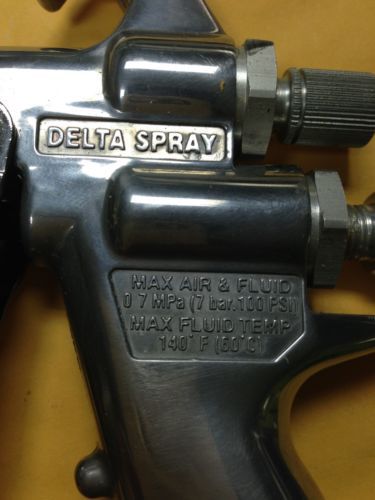 DELTA SPRAY
MAX AIR & FLUID
0.7 MPa (7 bar.100 PSI)
MAX FLUID TEMP
140° F (60°C)